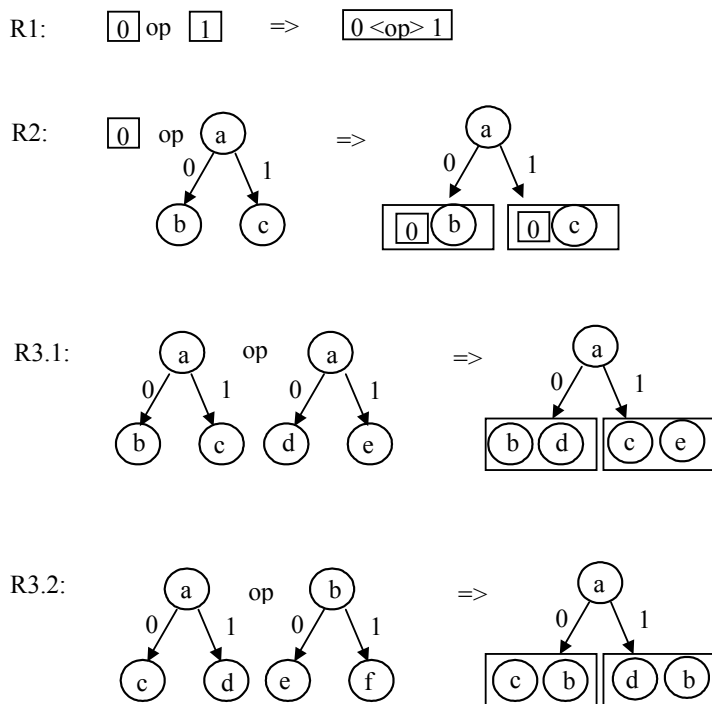 R1: 0 op 1 => 0 <op> 1
R2: 0 op a => a
0 1 0 1
b c 0 b 0 c
R3.1: a op a => a
0 1 0 1 0 1
b c d e b d c e
R3.2: a op b => a
0 1 0 1 0 1
c d e f c b d b